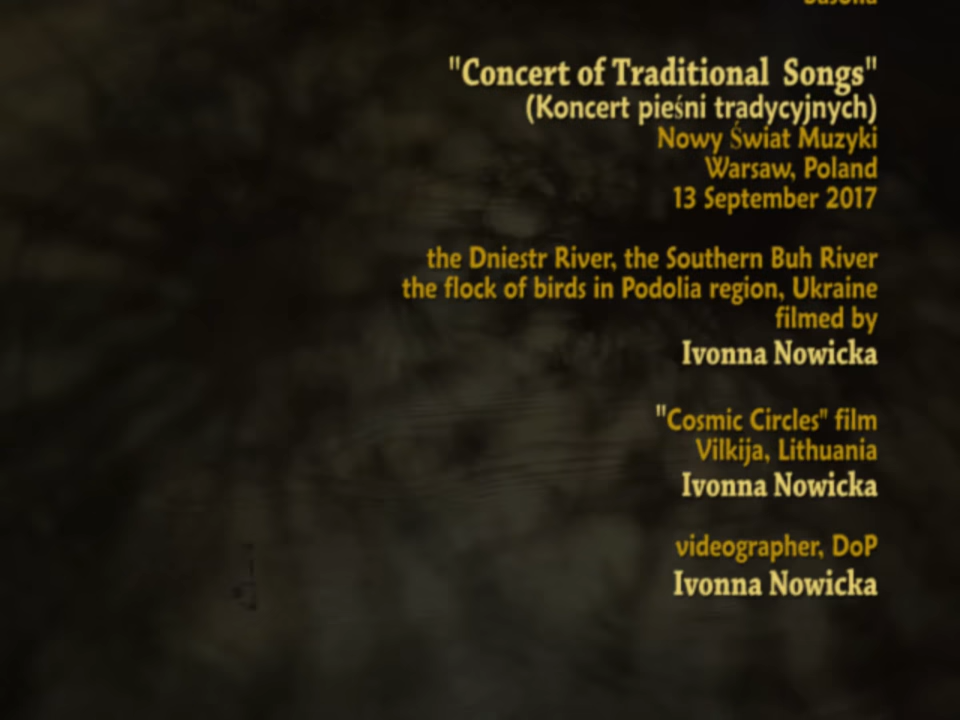 "Concert of Traditional Songs"
(Koncert pieśni tradycyjnych)
Nowy Świat Muzyki
Warsaw, Poland
13 September 2017
the Dniestr River, the Southern Buh River
the flock of birds in Podolia region, Ukraine
filmed by
Ivonna Nowicka
"Cosmic Circles" film
Vilkija, Lithuania
Ivonna Nowicka
videographer, DoP
Ivonna Nowicka